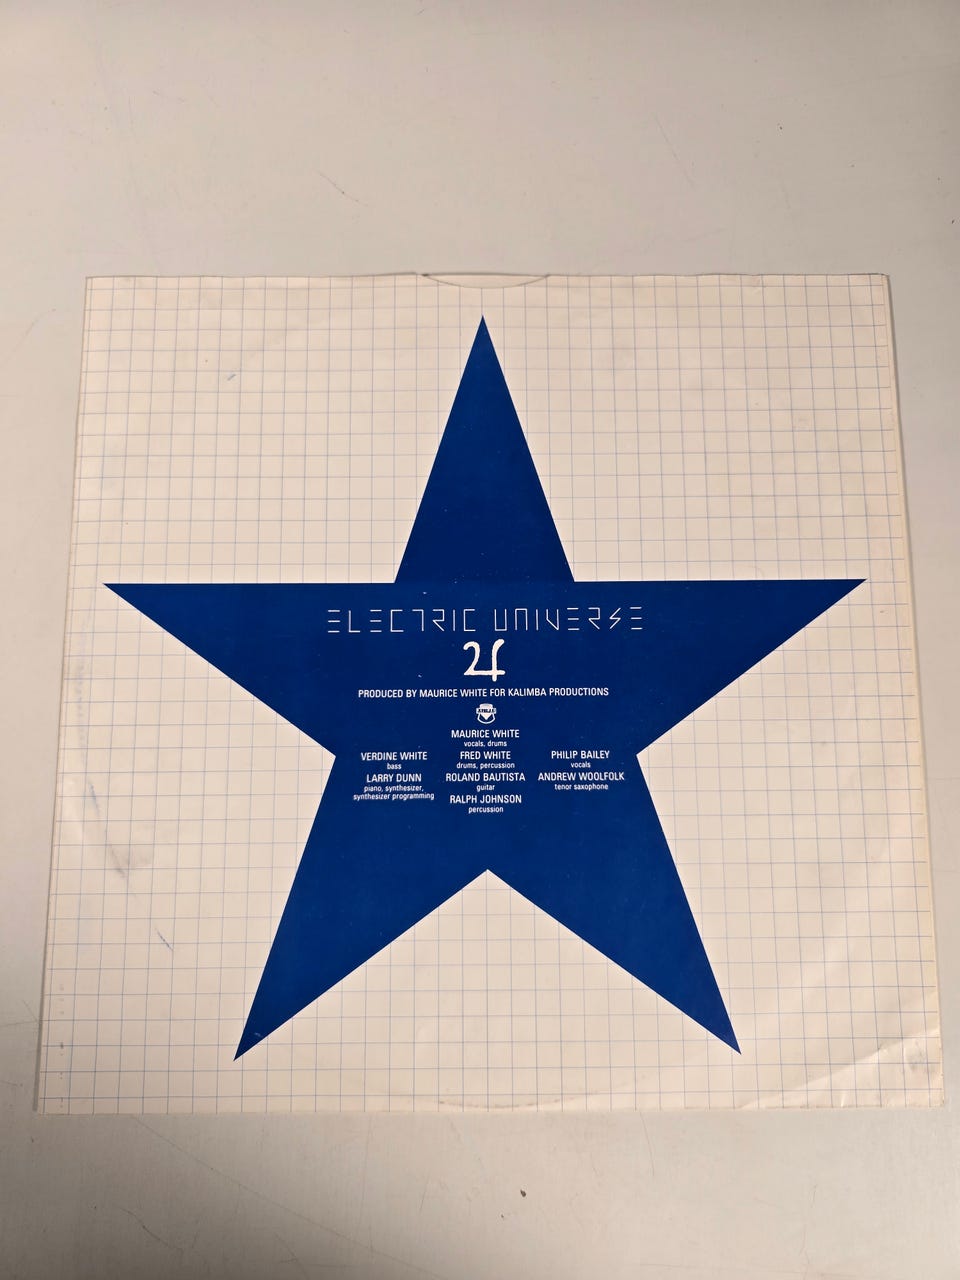 ELECTRIC UNIVERSE
PRODUCED BY MAURICE WHITE FOR KALIMBA PRODUCTIONS
MAURICE WHITE
vocals, drums
VERDINE WHITE
bass
LARRY DUNN
piano, synthesizer,
synthesizer programming
FRED WHITE
drums, percussion
ROLAND BAUTISTA
guitar
RALPH JOHNSON
percussion
PHILIP BAILEY
vocals
ANDREW WOOLFOLK
tenor saxophone